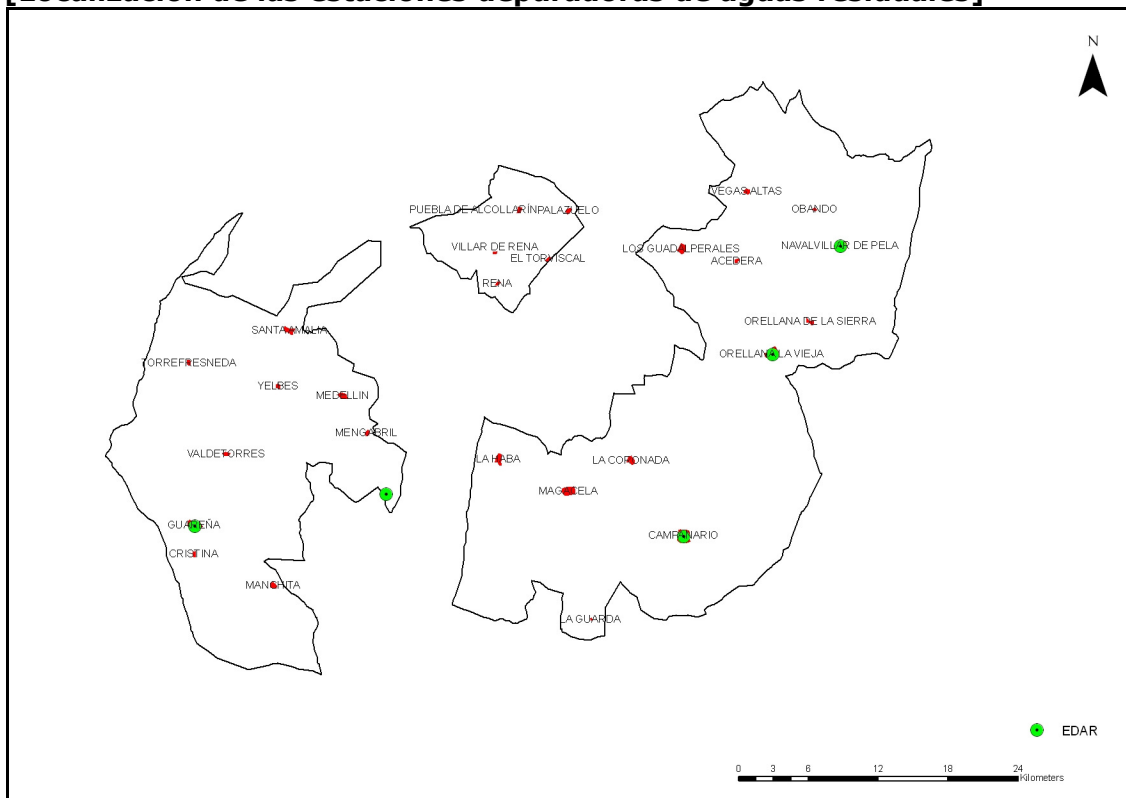 [Localización de las estaciones depuradoras de aguas residuales]
N
VEGAS ALTAS
PUEBLA DE ALCOLLARÍN
PALAZUELO
OBANDO
VILLAR DE RENA
EL TORVISCAL
LOS GUADALPERALES
NAVALVILLAR DE PELA
ACEDERA
RENA
SANTA AMALIA
ORELLANA DE LA SIERRA
TORREFRESNEDA
ORELLANA LA VIEJA
YELBES
MEDELLIN
MENGABRIL
VALDETORRES
LA HABA
LA CORONADA
MAGACELA
GUAREÑA
CAMPANARIO
CRISTINA
MANCHITA
LA GUARDA
EDAR
0 3 6 12 18 24
Kilometers